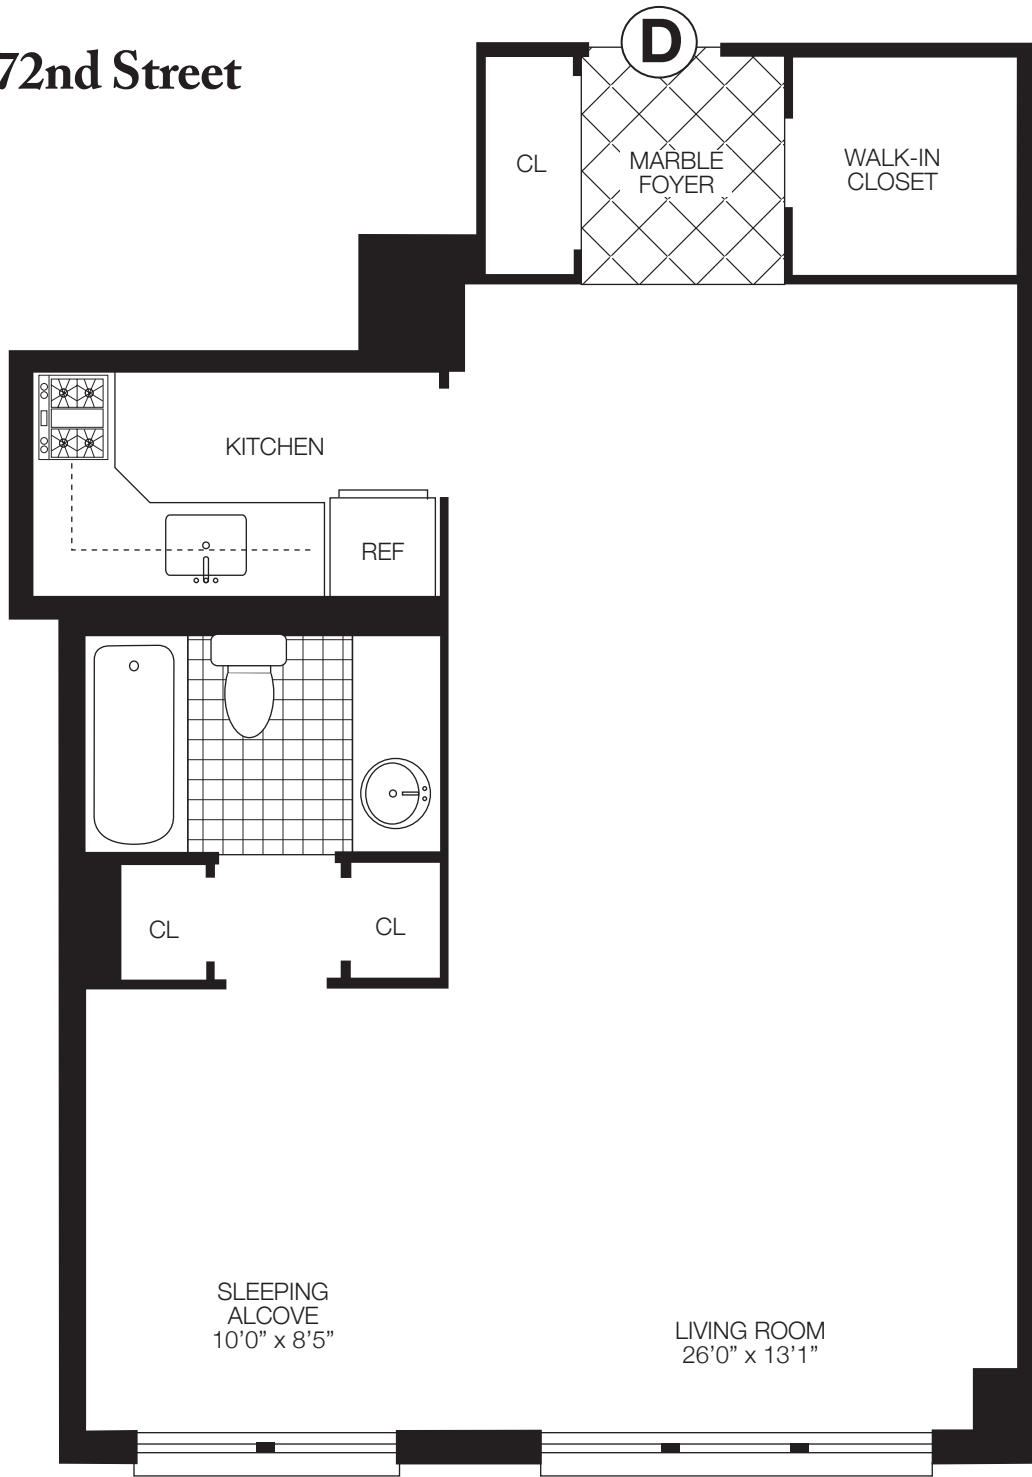 72nd Street
D
CL
MARBLE
FOYER
WALK-IN
CLOSET
KITCHEN
REF
CL
CL
SLEEPING
ALCOVE
10’0” x 8’5”
LIVING ROOM
26’0” x 13’1”